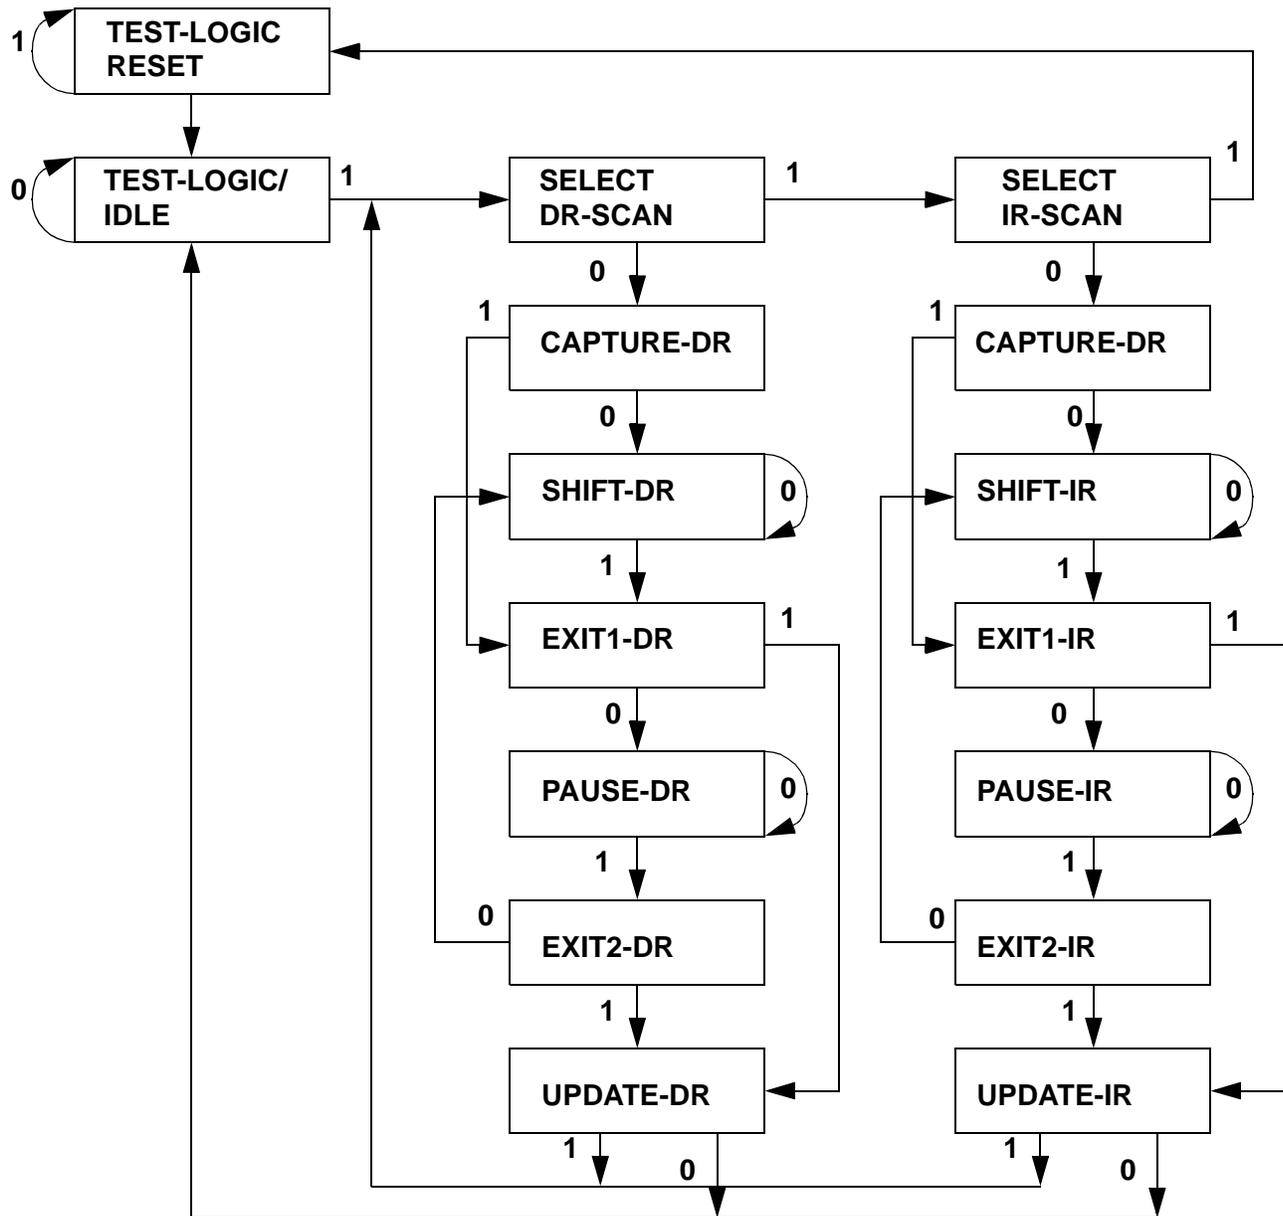 1
TEST-LOGIC
RESET
0
TEST-LOGIC/
IDLE
1
SELECT
DR-SCAN
1
SELECT
IR-SCAN
1
0
0
1
CAPTURE-DR
1
CAPTURE-DR
0
0
SHIFT-DR
0
SHIFT-IR
0
1
1
EXIT1-DR
1
EXIT1-IR
1
0
0
PAUSE-DR
0
PAUSE-IR
0
1
1
0
EXIT2-DR
0
EXIT2-IR
1
1
UPDATE-DR
UPDATE-IR
1
0
1
0